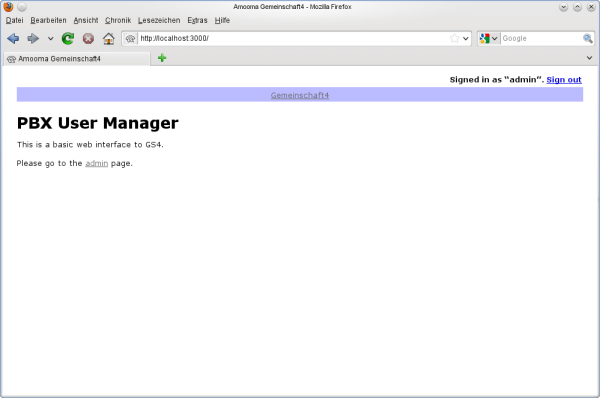 Amooma Gemeinschaft4 - Mozilla Firefox
Datei Bearbeiten Ansicht Chronik Lesezeichen Extras Hilfe
http://localhost:3000/ Google
Amooma Gemeinschaft4
Signed in as “admin”. Sign out
Gemeinschaft4
PBX User Manager
This is a basic web interface to GS4.
Please go to the admin page.